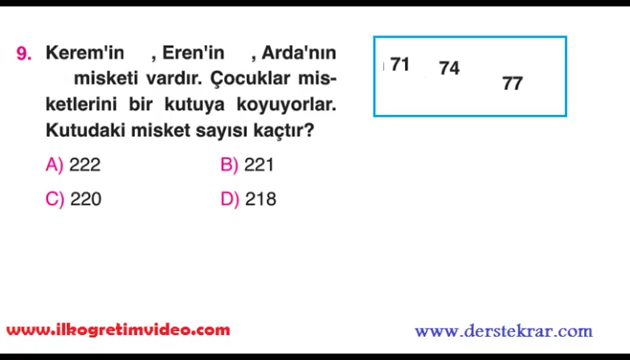 9. Kerem'in , Eren'in , Arda'nın
misketi vardır. Çocuklar mis-
ketlerini bir kutuya koyuyorlar.
Kutudaki misket sayısı kaçtır?
A) 222 B) 221
C) 220 D) 218
71 74
77
www.ilkogretimvideo.com
www.derstekrar.com